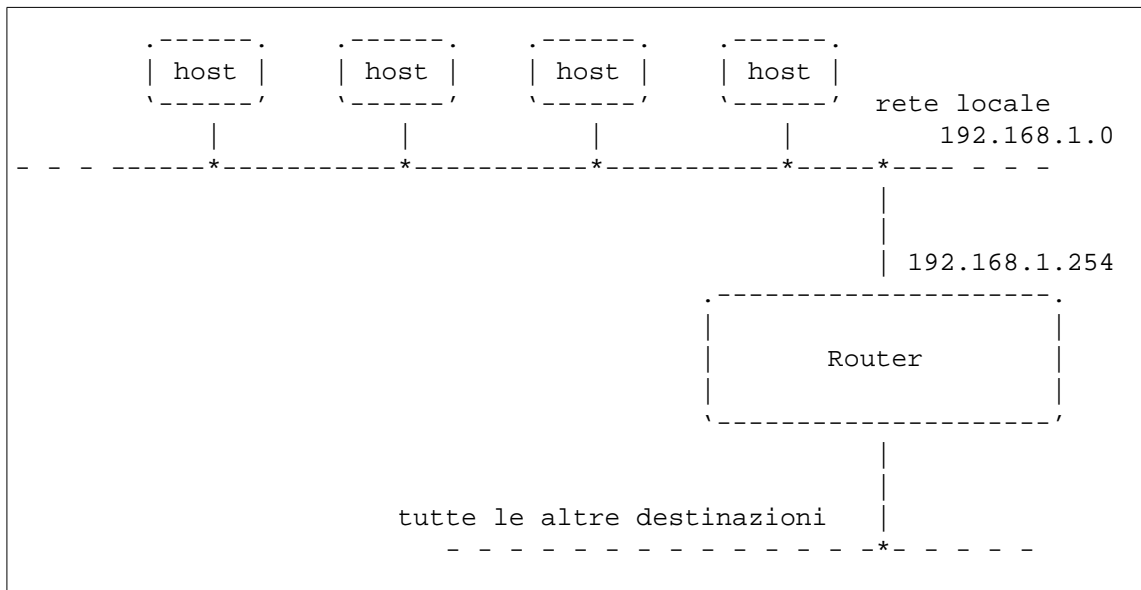 host host host host
rete locale
192.168.1.0
192.168.1.254
Router
tutte le altre destinazioni